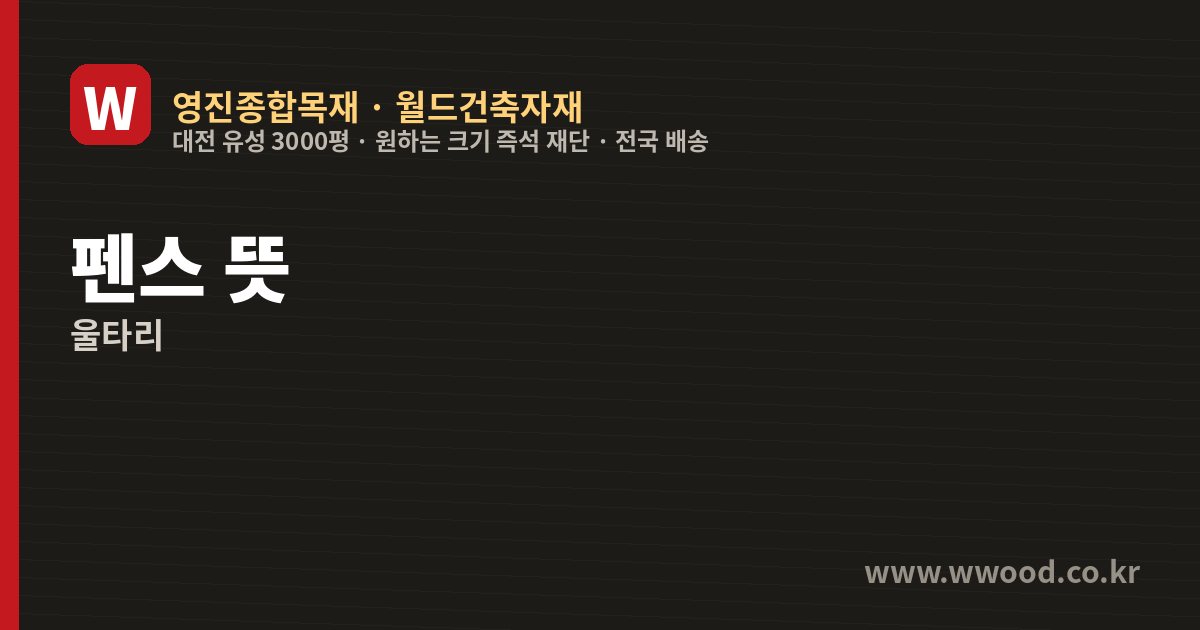 W
영진종합목재 · 월드건축자재
대전 유성 3000평 · 원하는 크기 즉석 재단 · 전국 배송
펜스 뜻
울타리
www.wwood.co.kr